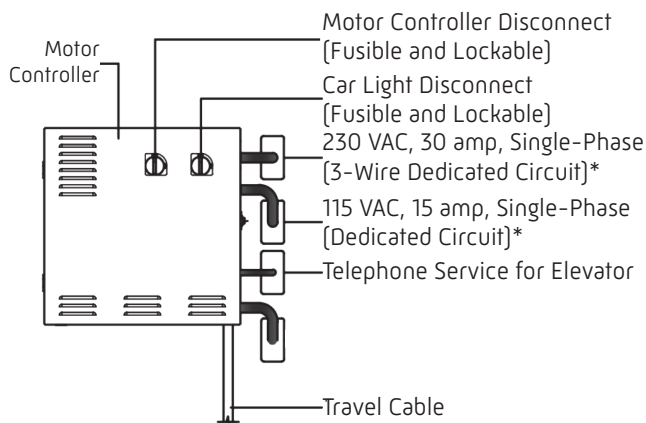 Motor Controller Disconnect
(Fusible and Lockable)
Motor
Controller
Car Light Disconnect
(Fusible and Lockable)
230 VAC, 30 amp, Single-Phase
(3-Wire Dedicated Circuit)*
115 VAC, 15 amp, Single-Phase
(Dedicated Circuit)*
Telephone Service for Elevator
Travel Cable